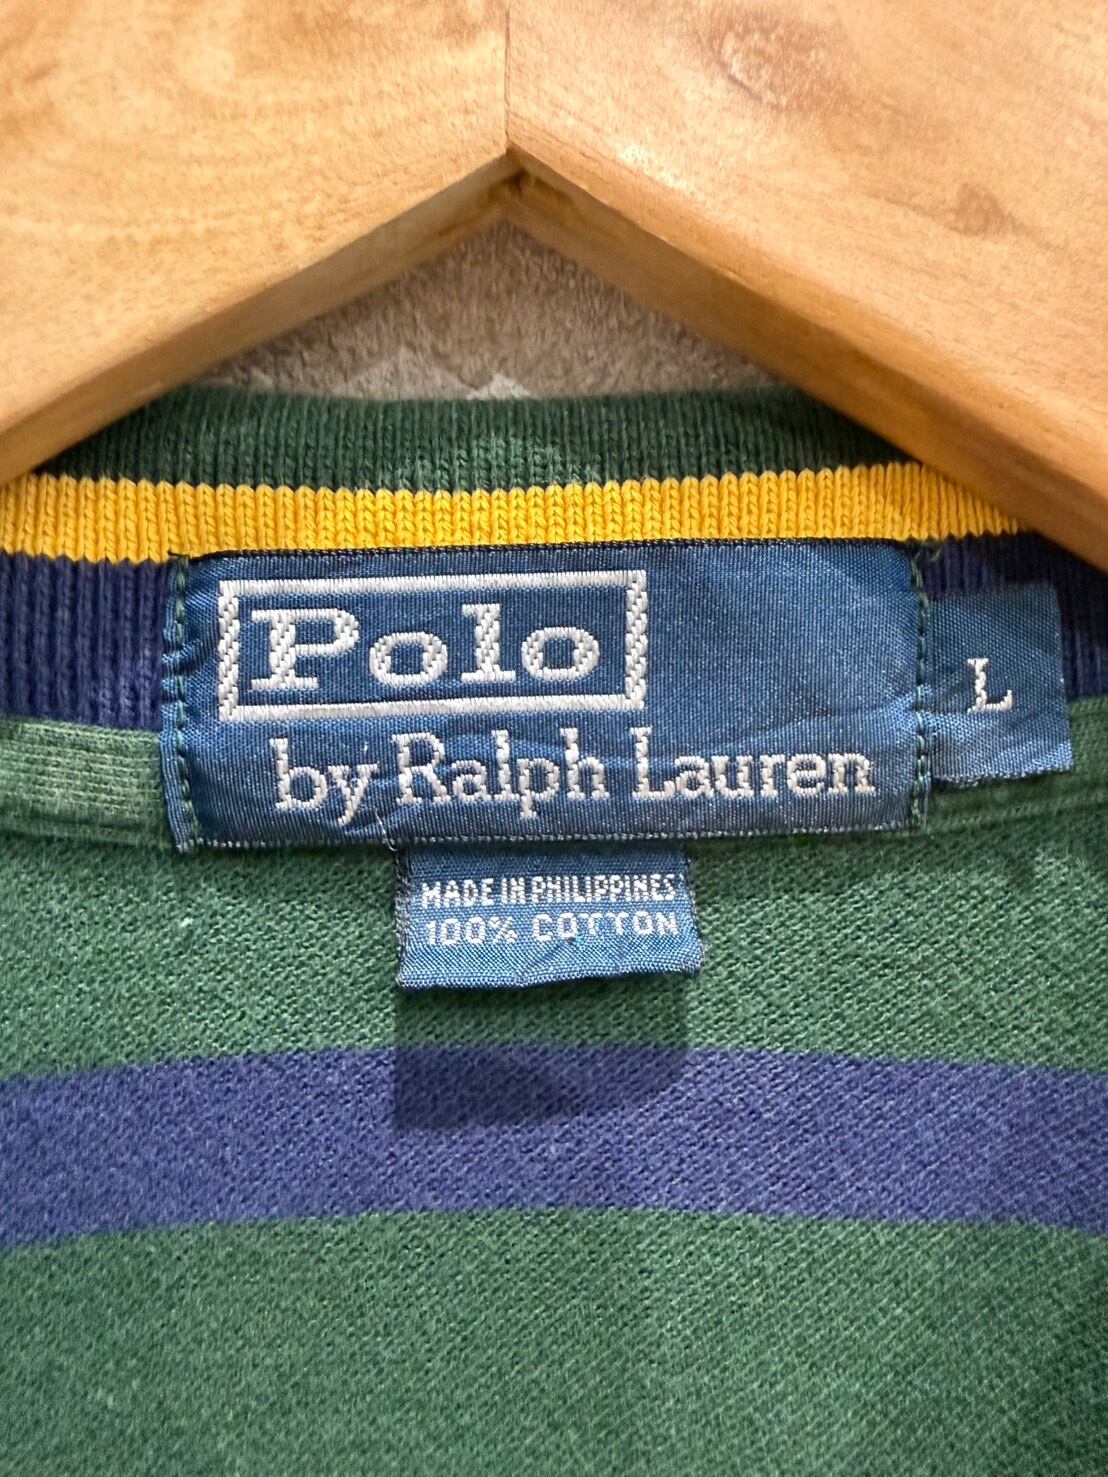 Polo
by Ralph Lauren
L
MADE IN PHILIPPINES
100% COTTON